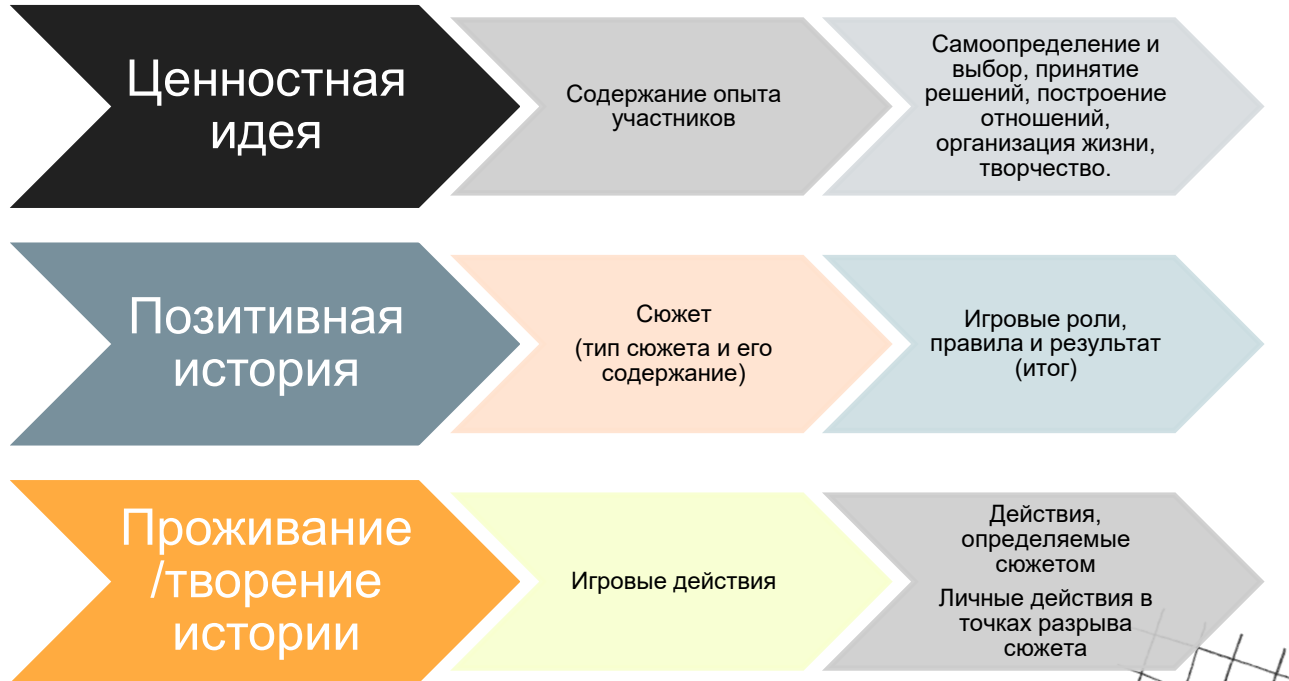 Ценностная
идея
Содержание опыта
участников
Самоопределение и
выбор, принятие
решений, построение
отношений,
организация жизни,
творчество.
Позитивная
история
Сюжет
(тип сюжета и его
содержание)
Игровые роли,
правила и результат
(итог)
Проживание
/творение
истории
Игровые действия
Действия,
определяемые
сюжетом
Личные действия в
точках разрыва
сюжета